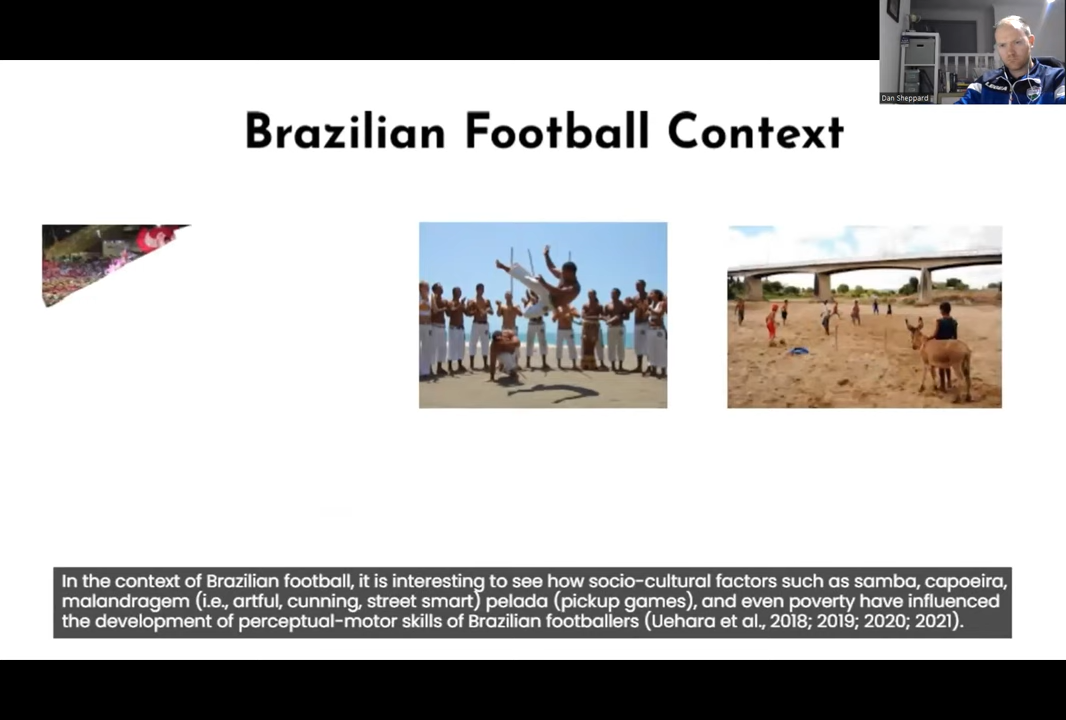 Dan Sheppard
Brazilian Football Context
In the context of Brazilian football, it is interesting to see how socio-cultural factors such as samba, capoeira,
malandragem (i.e., artful, cunning, street smart) pelada (pickup games), and even poverty have influenced
the development of perceptual-motor skills of Brazilian footballers (Uehara et al., 2018; 2019; 2020; 2021).